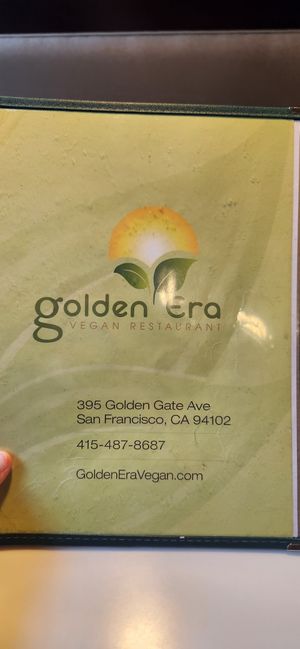 golden Era
VEGAN RESTAURANT
395 Golden Gate Ave
San Francisco, CA 94102
415-487-8687
GoldenEraVegan.com